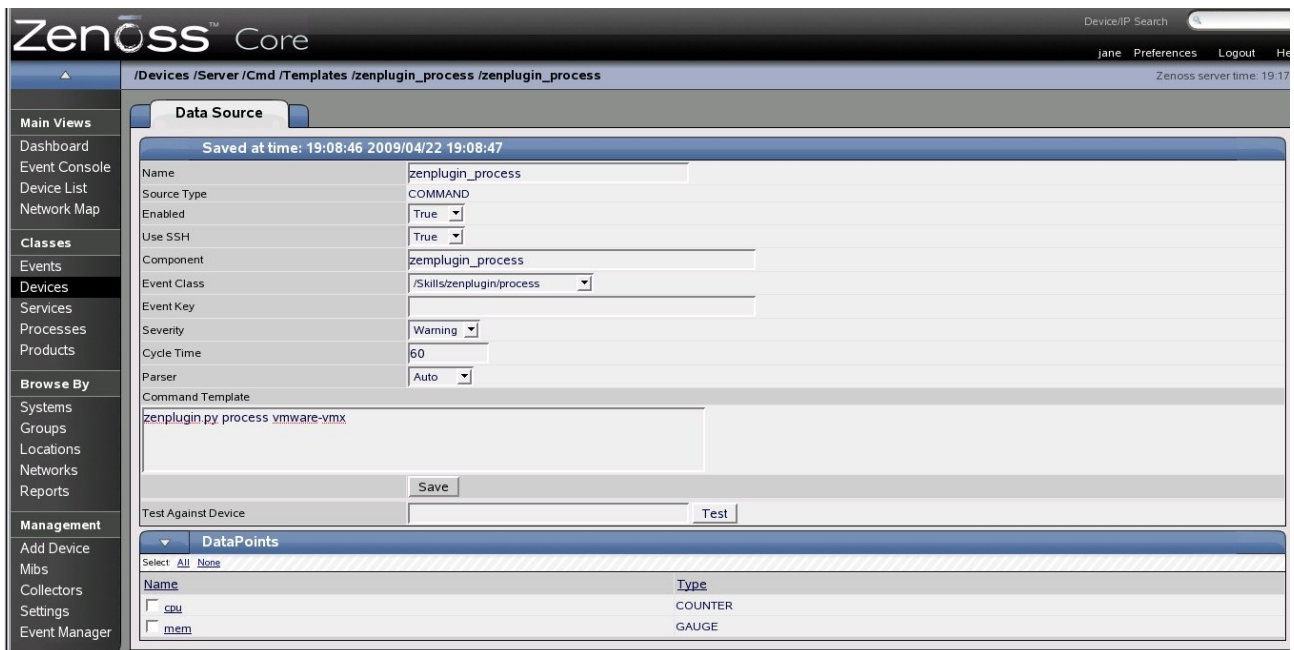 Zenoss™ Core
Device/IP Search
jane Preferences Logout He
/Devices /Server /Cmd /Templates /zenplugin_process /zenplugin_process
Zenoss server time: 19:17
Main Views
Dashboard
Event Console
Device List
Network Map
Classes
Events
Devices
Services
Processes
Products
Browse By
Systems
Groups
Locations
Networks
Reports
Management
Add Device
Mibs
Collectors
Settings
Event Manager
Data Source
Saved at time: 19:08:46 2009/04/22 19:08:47
Name zenplugin_process
Source Type COMMAND
Enabled True
Use SSH True
Component zemplugin_process
Event Class /Skills/zenplugin/process
Event Key
Severity Warning
Cycle Time 60
Parser Auto
Command Template
zenplugin.py process vmware-vmx
Save
Test Against Device Test
DataPoints
Select: All None
Name Type
cpu COUNTER
mem GAUGE